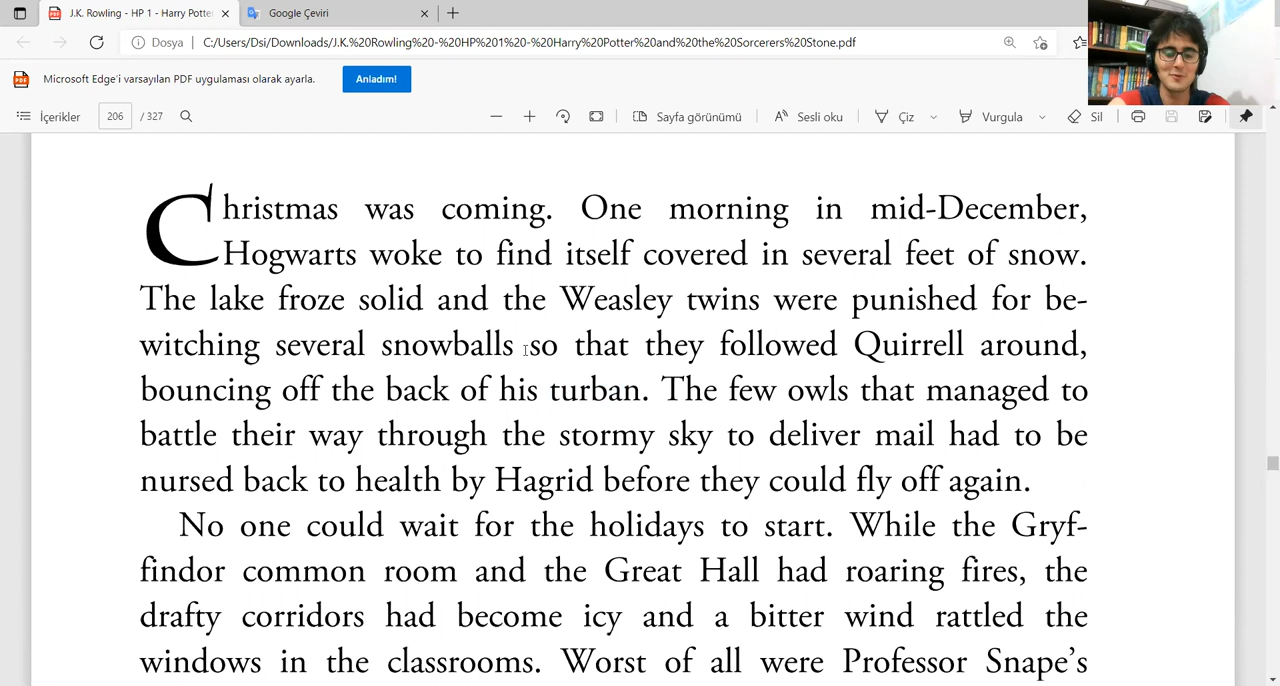 J.K. Rowling - HP 1 - Harry Potte
Google Çeviri
Dosya
C:/Users/Dsi/Downloads/J.K.%20Rowling%20-%20HP%201%20-%20Harry%20Potter%20and%20the%20Sorcerers%20Stone.pdf
Microsoft Edge'i varsayılan PDF uygulaması olarak ayarla.
Anladım!
İçerikler
206 / 327
Sayfa görünümü
Sesli oku
Çiz
Vurgula
Sil
Christmas was coming. One morning in mid-December,
Hogwarts woke to find itself covered in several feet of snow.
The lake froze solid and the Weasley twins were punished for be-
witching several snowballs so that they followed Quirrell around,
bouncing off the back of his turban. The few owls that managed to
battle their way through the stormy sky to deliver mail had to be
nursed back to health by Hagrid before they could fly off again.
No one could wait for the holidays to start. While the Gryf-
findor common room and the Great Hall had roaring fires, the
drafty corridors had become icy and a bitter wind rattled the
windows in the classrooms. Worst of all were Professor Snape's